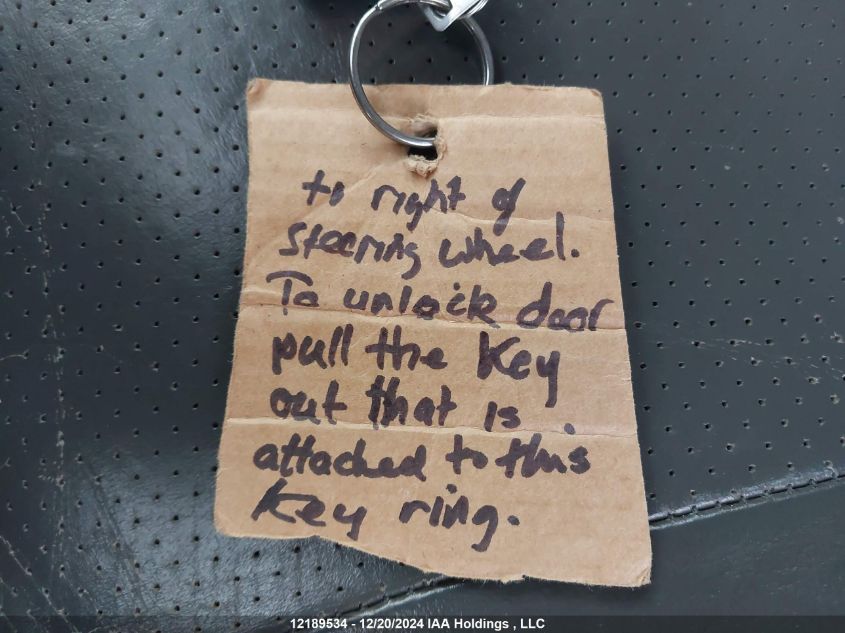 to right of
steering wheel.
To unlock door
pull the key
out that is
attached to this
key ring.
12189534 - 12/20/2024 IAA Holdings , LLC